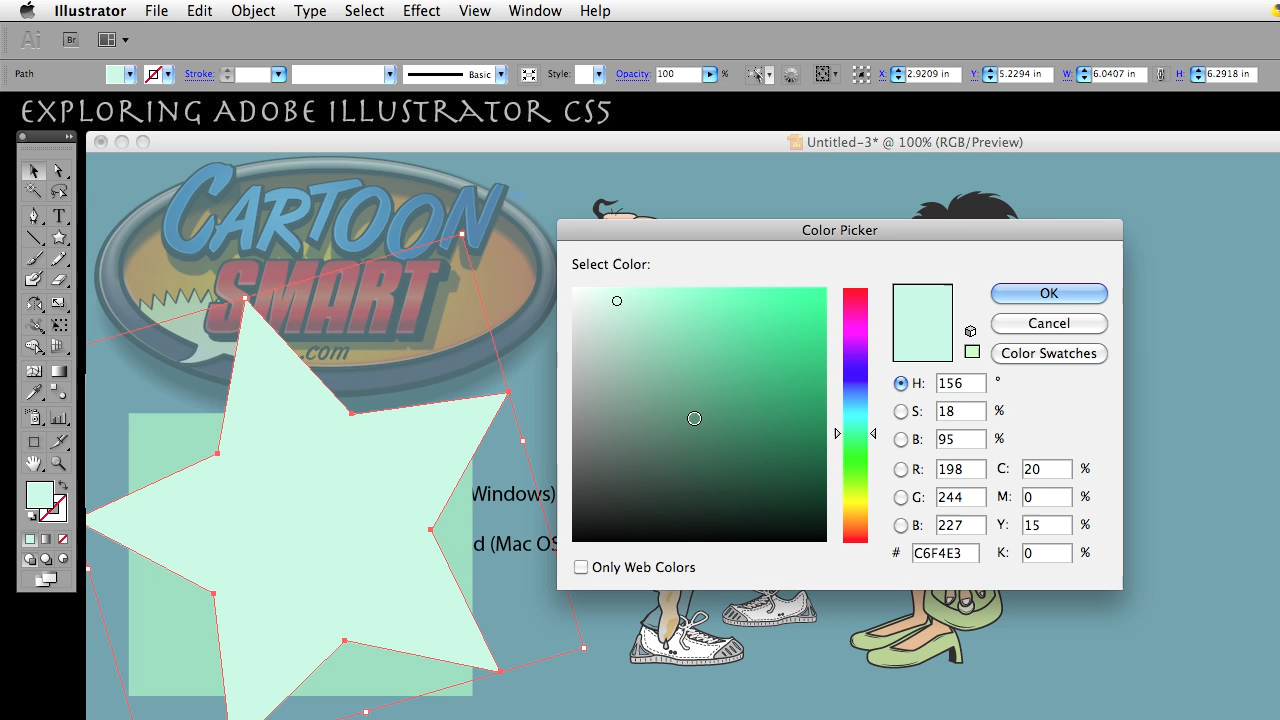 Illustrator File Edit Object Type Select Effect View Window Help
Ai Br
Path Stroke: Basic Style: Opacity: 100 % X: 2.9209 in Y: 5.2294 in W: 6.0407 in H: 6.2918 in
EXPLORING ADOBE ILLUSTRATOR CS5
Untitled-3* @ 100% (RGB/Preview)
CARTOON
SMART
.com
Windows)
d (Mac OS
Color Picker
Select Color:
OK
Cancel
Color Swatches
H: 156 °
S: 18 %
B: 95 %
R: 198 C: 20 %
G: 244 M: 0 %
B: 227 Y: 15 %
# C6F4E3 K: 0 %
Only Web Colors
T